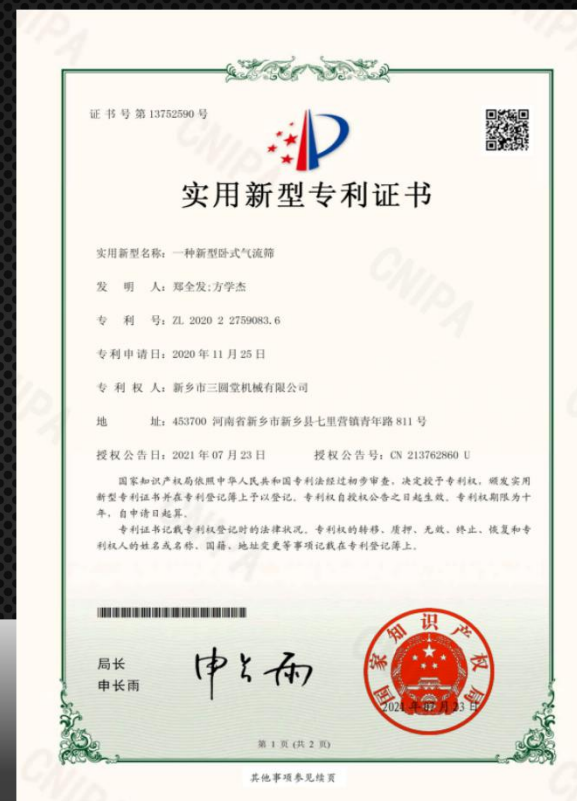 证书号第13752590号
实用新型专利证书
实用新型名称：一种新型卧式气流筛
发 明 人：郑全发;方学杰
专 利 号：ZL 2020 2 2759083.6
专利申请日：2020年11月25日
专 利 权 人：新乡市三圆堂机械有限公司
地 址：453700 河南省新乡市新乡县七里营镇青年路811号
授权公告日：2021年07月23日 授权公告号：CN 213762860 U
国家知识产权局依照中华人民共和国专利法经过初步审查，决定授予专利权，颁发实用
新型专利证书并在专利登记簿上予以登记。专利权自授权公告之日起生效。专利权期限为十
年，自申请日起算。
专利证书记载专利权登记时的法律状况。专利权的转移、质押、无效、终止、恢复和专
利权人的姓名或名称、国籍、地址变更等事项记载在专利登记簿上。
局长
申长雨
申长雨
国家知识产权局
2021年07月23日
第 1 页 (共 2 页)
其他事项参见续页
CNIPA
CNIPA
CNIPA
CNIPA